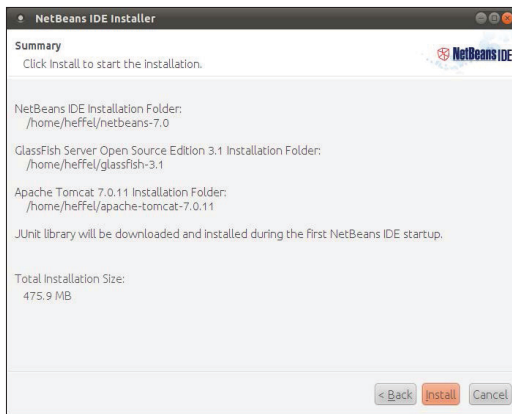 NetBeans IDE Installer
Summary
Click Install to start the installation.
NetBeans IDE
NetBeans IDE Installation Folder:
/home/heffel/netbeans-7.0
GlassFish Server Open Source Edition 3.1 Installation Folder:
/home/heffel/glassfish-3.1
Apache Tomcat 7.0.11 Installation Folder:
/home/heffel/apache-tomcat-7.0.11
JUnit library will be downloaded and installed during the first NetBeans IDE startup.
Total Installation Size:
475.9 MB
< Back Install Cancel